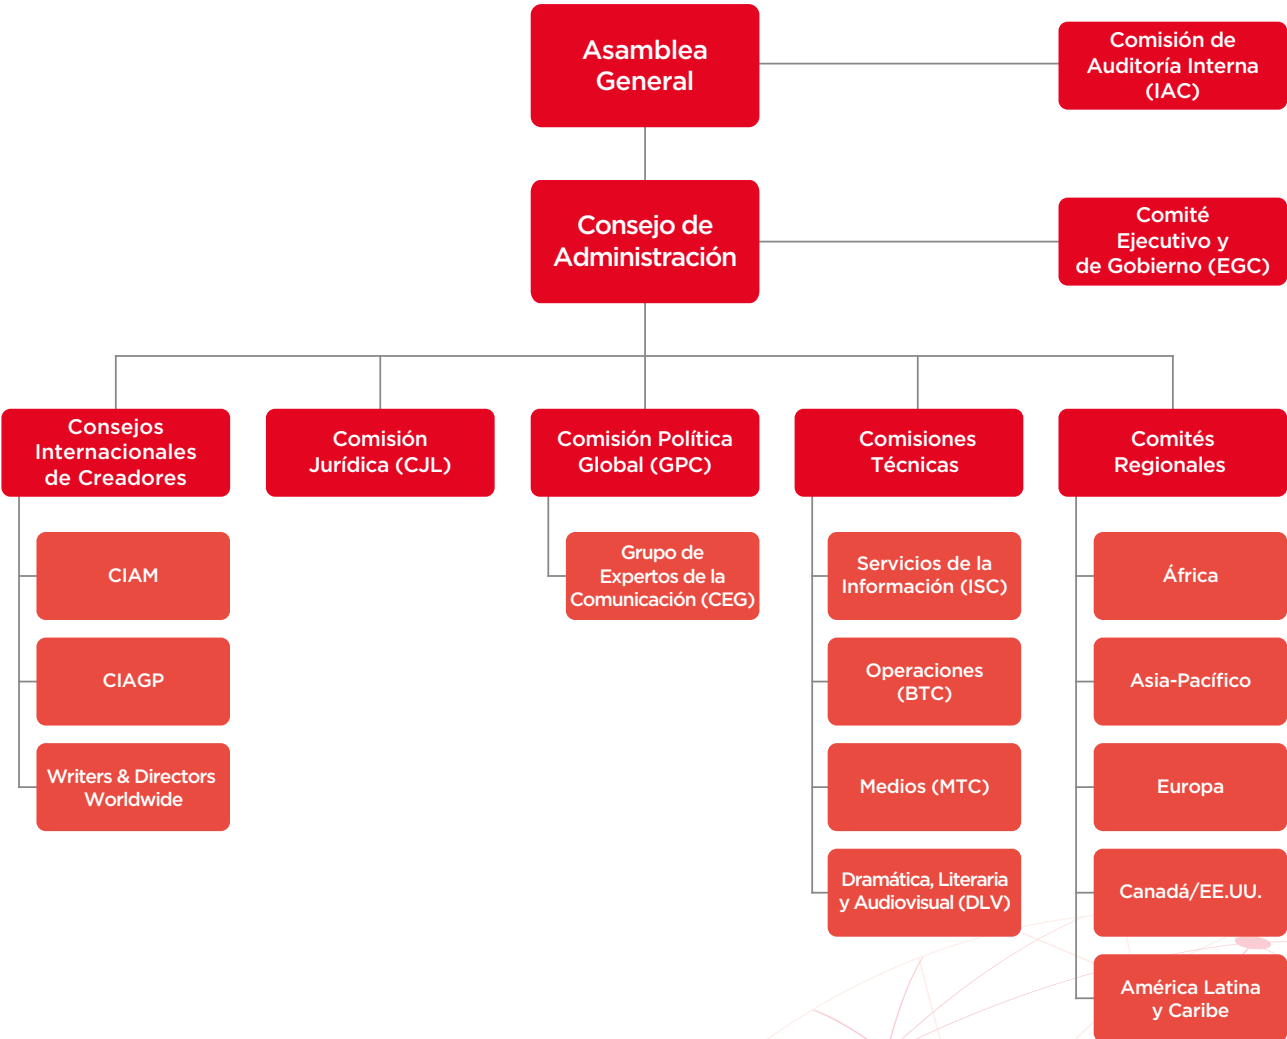 Asamblea
General
Comisión de
Auditoría Interna
(IAC)
Consejo de
Administración
Comité
Ejecutivo y
de Gobierno (EGC)
Consejos
Internacionales
de Creadores
Comisión
Jurídica (CJL)
Comisión Política
Global (GPC)
Comisiones
Técnicas
Comités
Regionales
CIAM
CIAGP
Writers & Directors
Worldwide
Grupo de
Expertos de la
Comunicación (CEG)
Servicios de la
Información (ISC)
Operaciones
(BTC)
Medios (MTC)
Dramática, Literaria
y Audiovisual (DLV)
África
Asia-Pacífico
Europa
Canadá/EE.UU.
América Latina
y Caribe